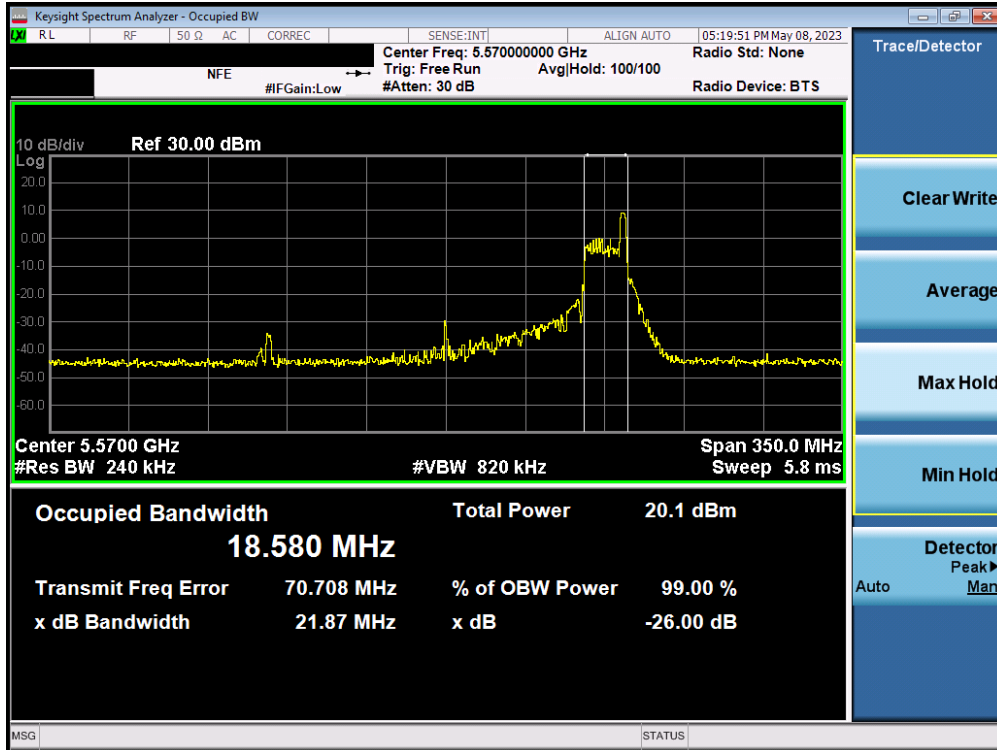 Keysight Spectrum Analyzer - Occupied BW
LXI RL RF 50 Ω AC CORREC SENSE:INT ALIGN AUTO 05:19:51 PM May 08, 2023
Center Freq: 5.570000000 GHz Radio Std: None
NFE Trig: Free Run Avg|Hold: 100/100
#IFGain:Low #Atten: 30 dB Radio Device: BTS
10 dB/div Ref 30.00 dBm
Log
20.0
10.0
0.00
-10.0
-20.0
-30.0
-40.0
-50.0
-60.0
Center 5.5700 GHz Span 350.0 MHz
#Res BW 240 kHz #VBW 820 kHz Sweep 5.8 ms
Occupied Bandwidth Total Power 20.1 dBm
18.580 MHz
Transmit Freq Error 70.708 MHz % of OBW Power 99.00 %
x dB Bandwidth 21.87 MHz x dB -26.00 dB
Trace/Detector
Clear Write
Average
Max Hold
Min Hold
Detector
Peak▶
Auto Man
MSG STATUS